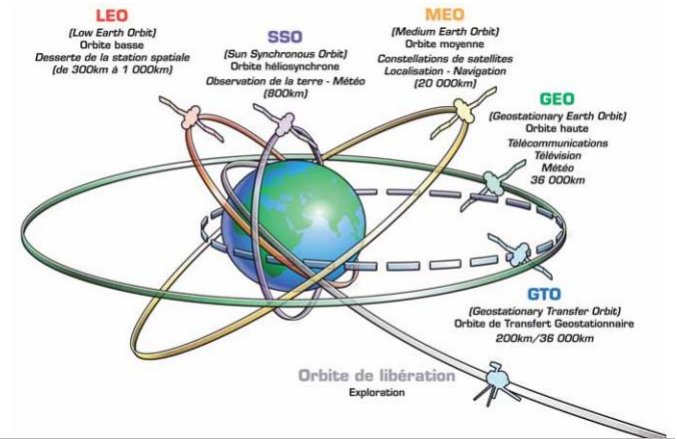 LEO
(Low Earth Orbit)
Orbite basse
Desserte de la station spatiale
(de 300km à 1 000km)
SSO
(Sun Synchronous Orbit)
Orbite héliosynchrone
Observation de la terre - Météo
(800km)
MEO
(Medium Earth Orbit)
Orbite moyenne
Constellations de satellites
Localisation - Navigation
(20 000km)
GEO
(Geostationary Earth Orbit)
Orbite haute
Télécommunications
Télévision
Météo
36 000km
GTO
(Geostationary Transfer Orbit)
Orbite de Transfert Geostationnaire
200km/36 000km
Orbite de libération
Exploration